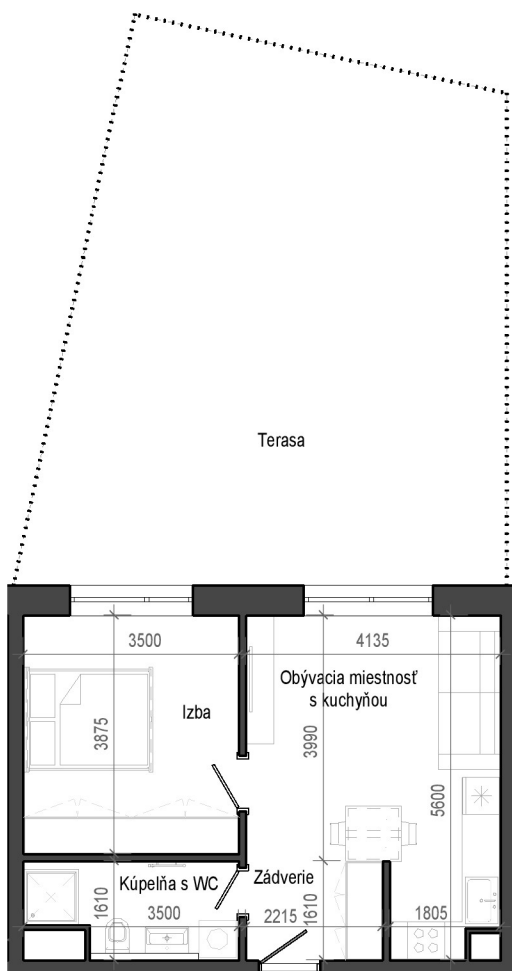 Terasa
3500
4135
Obývacia miestnosť
s kuchyňou
Izba
3875
3990
5600
Kúpelňa s WC
Zádverie
1610
3500
2215
1610
1805